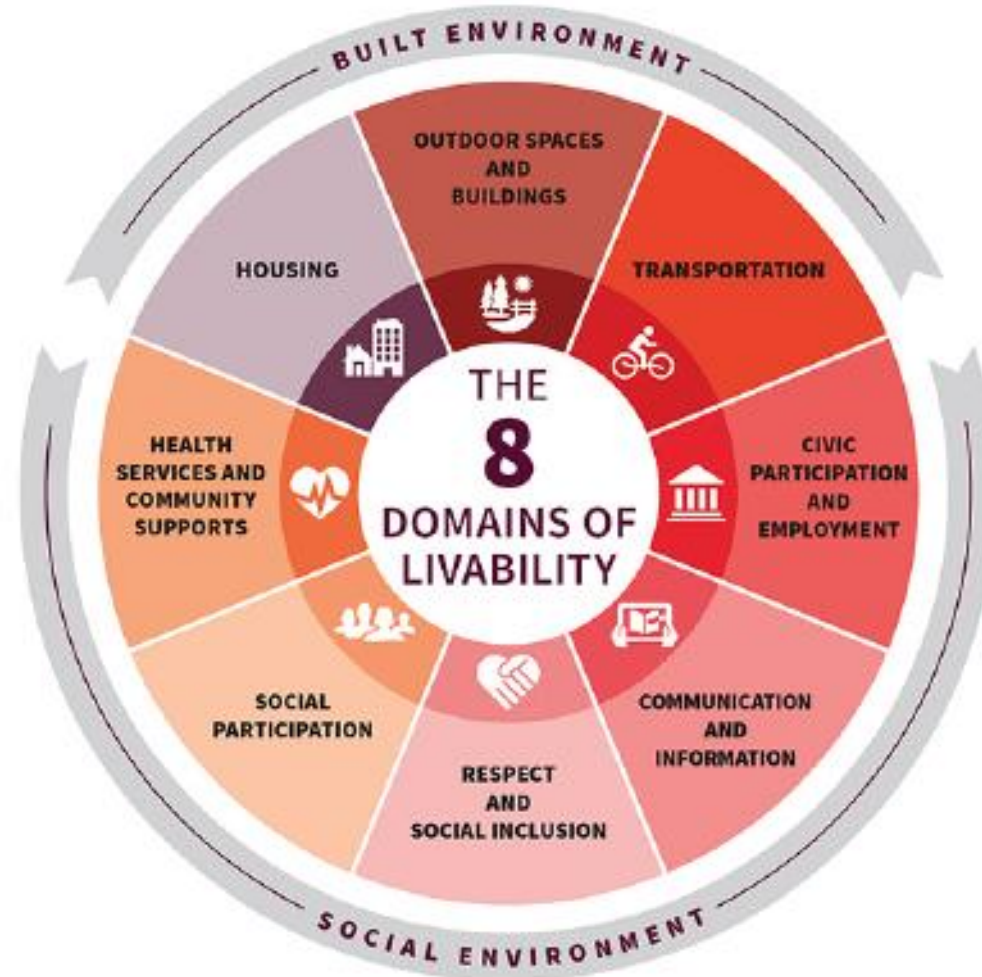 BUILT ENVIRONMENT
OUTDOOR SPACES
AND
BUILDINGS
HOUSING
TRANSPORTATION
THE
8
DOMAINS OF
LIVABILITY
HEALTH
SERVICES AND
COMMUNITY
SUPPORTS
CIVIC
PARTICIPATION
AND
EMPLOYMENT
SOCIAL
PARTICIPATION
COMMUNICATION
AND
INFORMATION
RESPECT
AND
SOCIAL INCLUSION
SOCIAL ENVIRONMENT